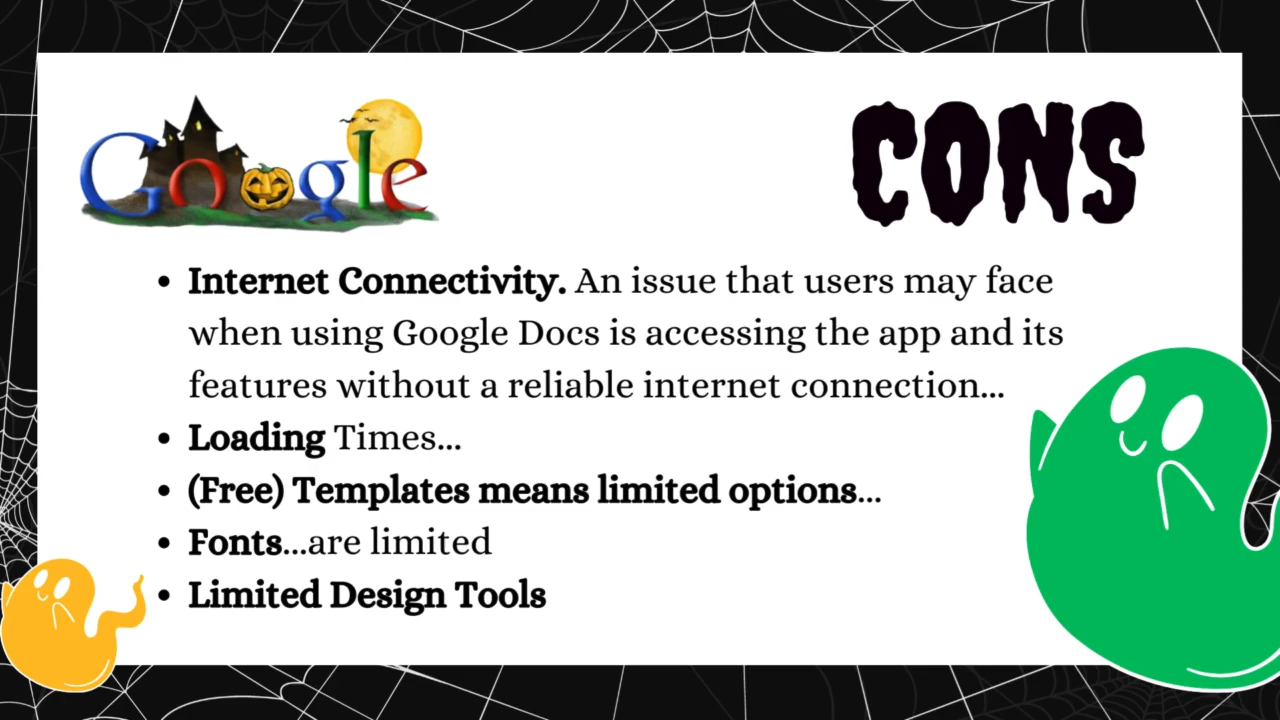 Google
CONS
• Internet Connectivity. An issue that users may face
when using Google Docs is accessing the app and its
features without a reliable internet connection...
• Loading Times...
• (Free) Templates means limited options...
• Fonts...are limited
• Limited Design Tools